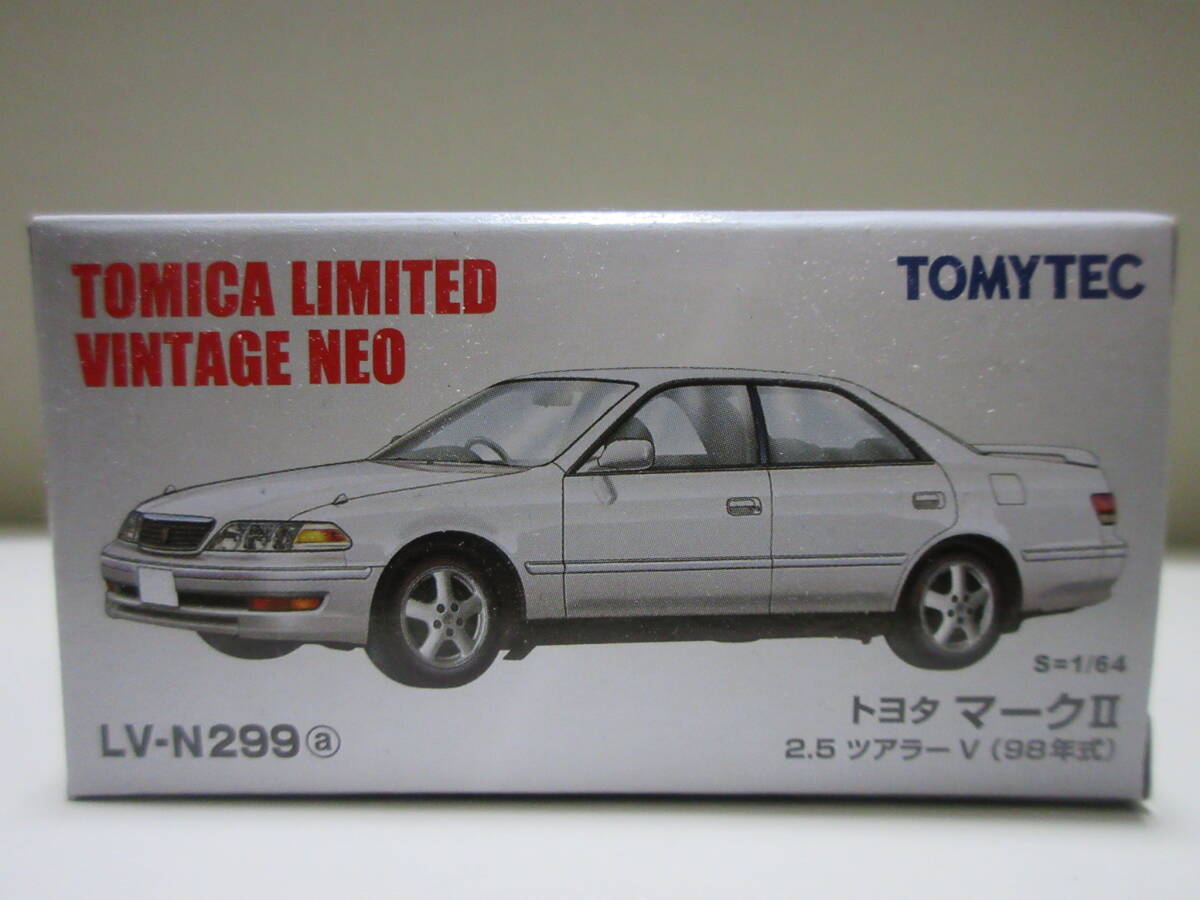 TOMICA LIMITED
VINTAGE NEO
TOMYTEC
S=1/64
LV-N299ⓐ
トヨタ マークII
2.5 ツアラー V (98年式)